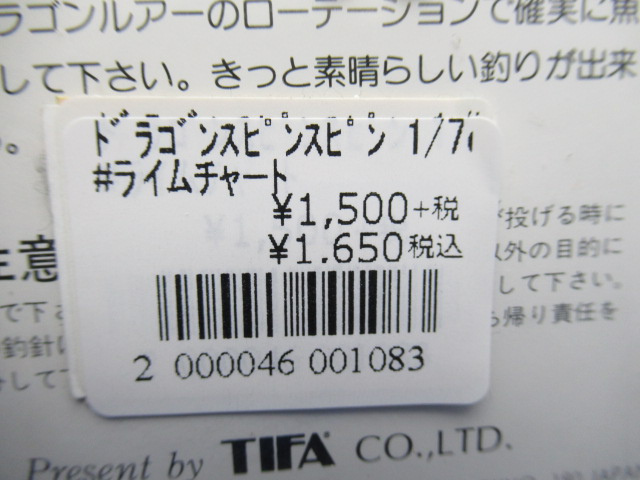 ラゴンルアーのローテーションで確実に魚
して下さい。きっと素晴らしい釣りが出来
。
ﾄﾞﾗｺﾞﾝｽﾋﾟﾝｽﾋﾟﾝ 1/7
#ライムチャート
¥1,500+税
¥1.650税込
2 000046 001083
投げる時に
意
以外の目的に
して下さい。
で下さ
帰り責任を
釣針
して下
Present by TIFA CO.,LTD.